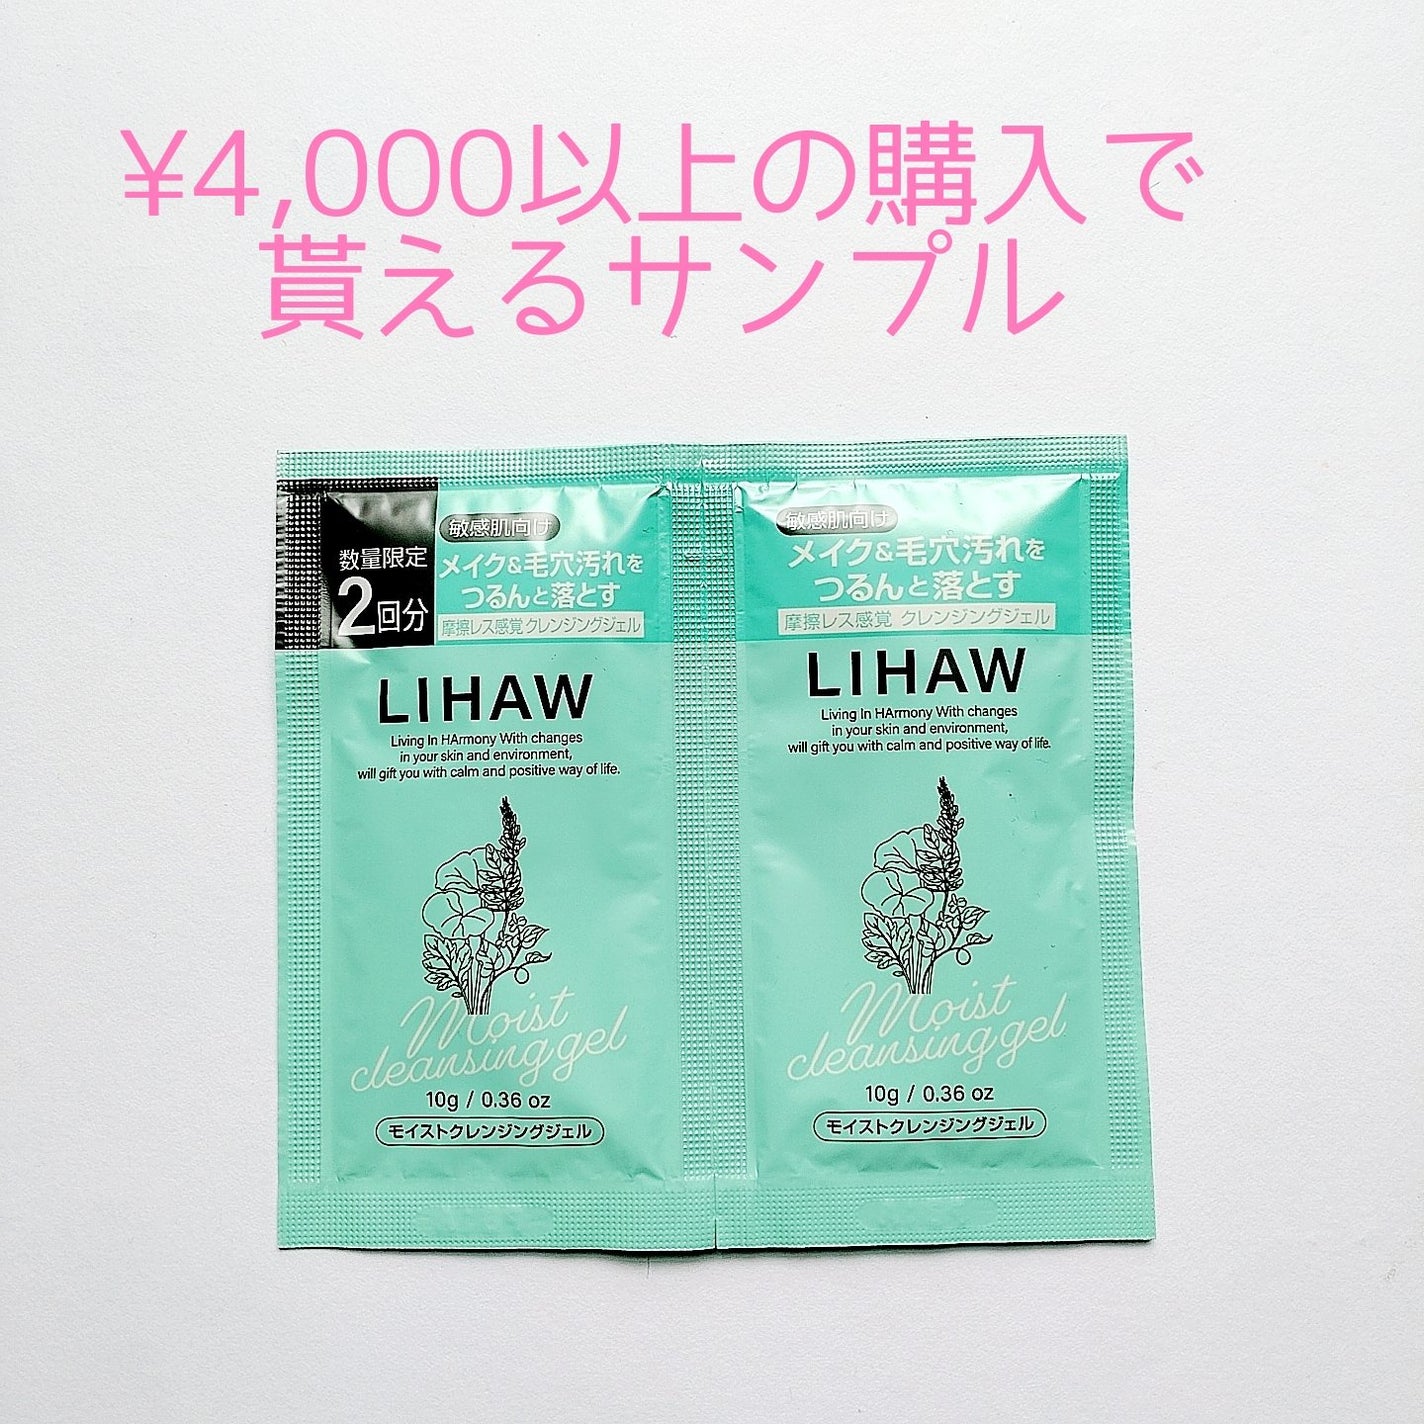 ¥4,000以上の購入で
貰えるサンプル
数量限定
2回分
敏感肌向け
メイク&毛穴汚れを
つるんと落とす
摩擦レス感覚 クレンジングジェル
LIHAW
Living In HArmony With changes
in your skin and environment,
will gift you with calm and positive way of life.
Moist
cleansing gel
10g / 0.36 oz
モイストクレンジングジェル
敏感肌向け
メイク&毛穴汚れを
つるんと落とす
摩擦レス感覚 クレンジングジェル
LIHAW
Living In HArmony With changes
in your skin and environment,
will gift you with calm and positive way of life.
Moist
cleansing gel
10g / 0.36 oz
モイストクレンジングジェル